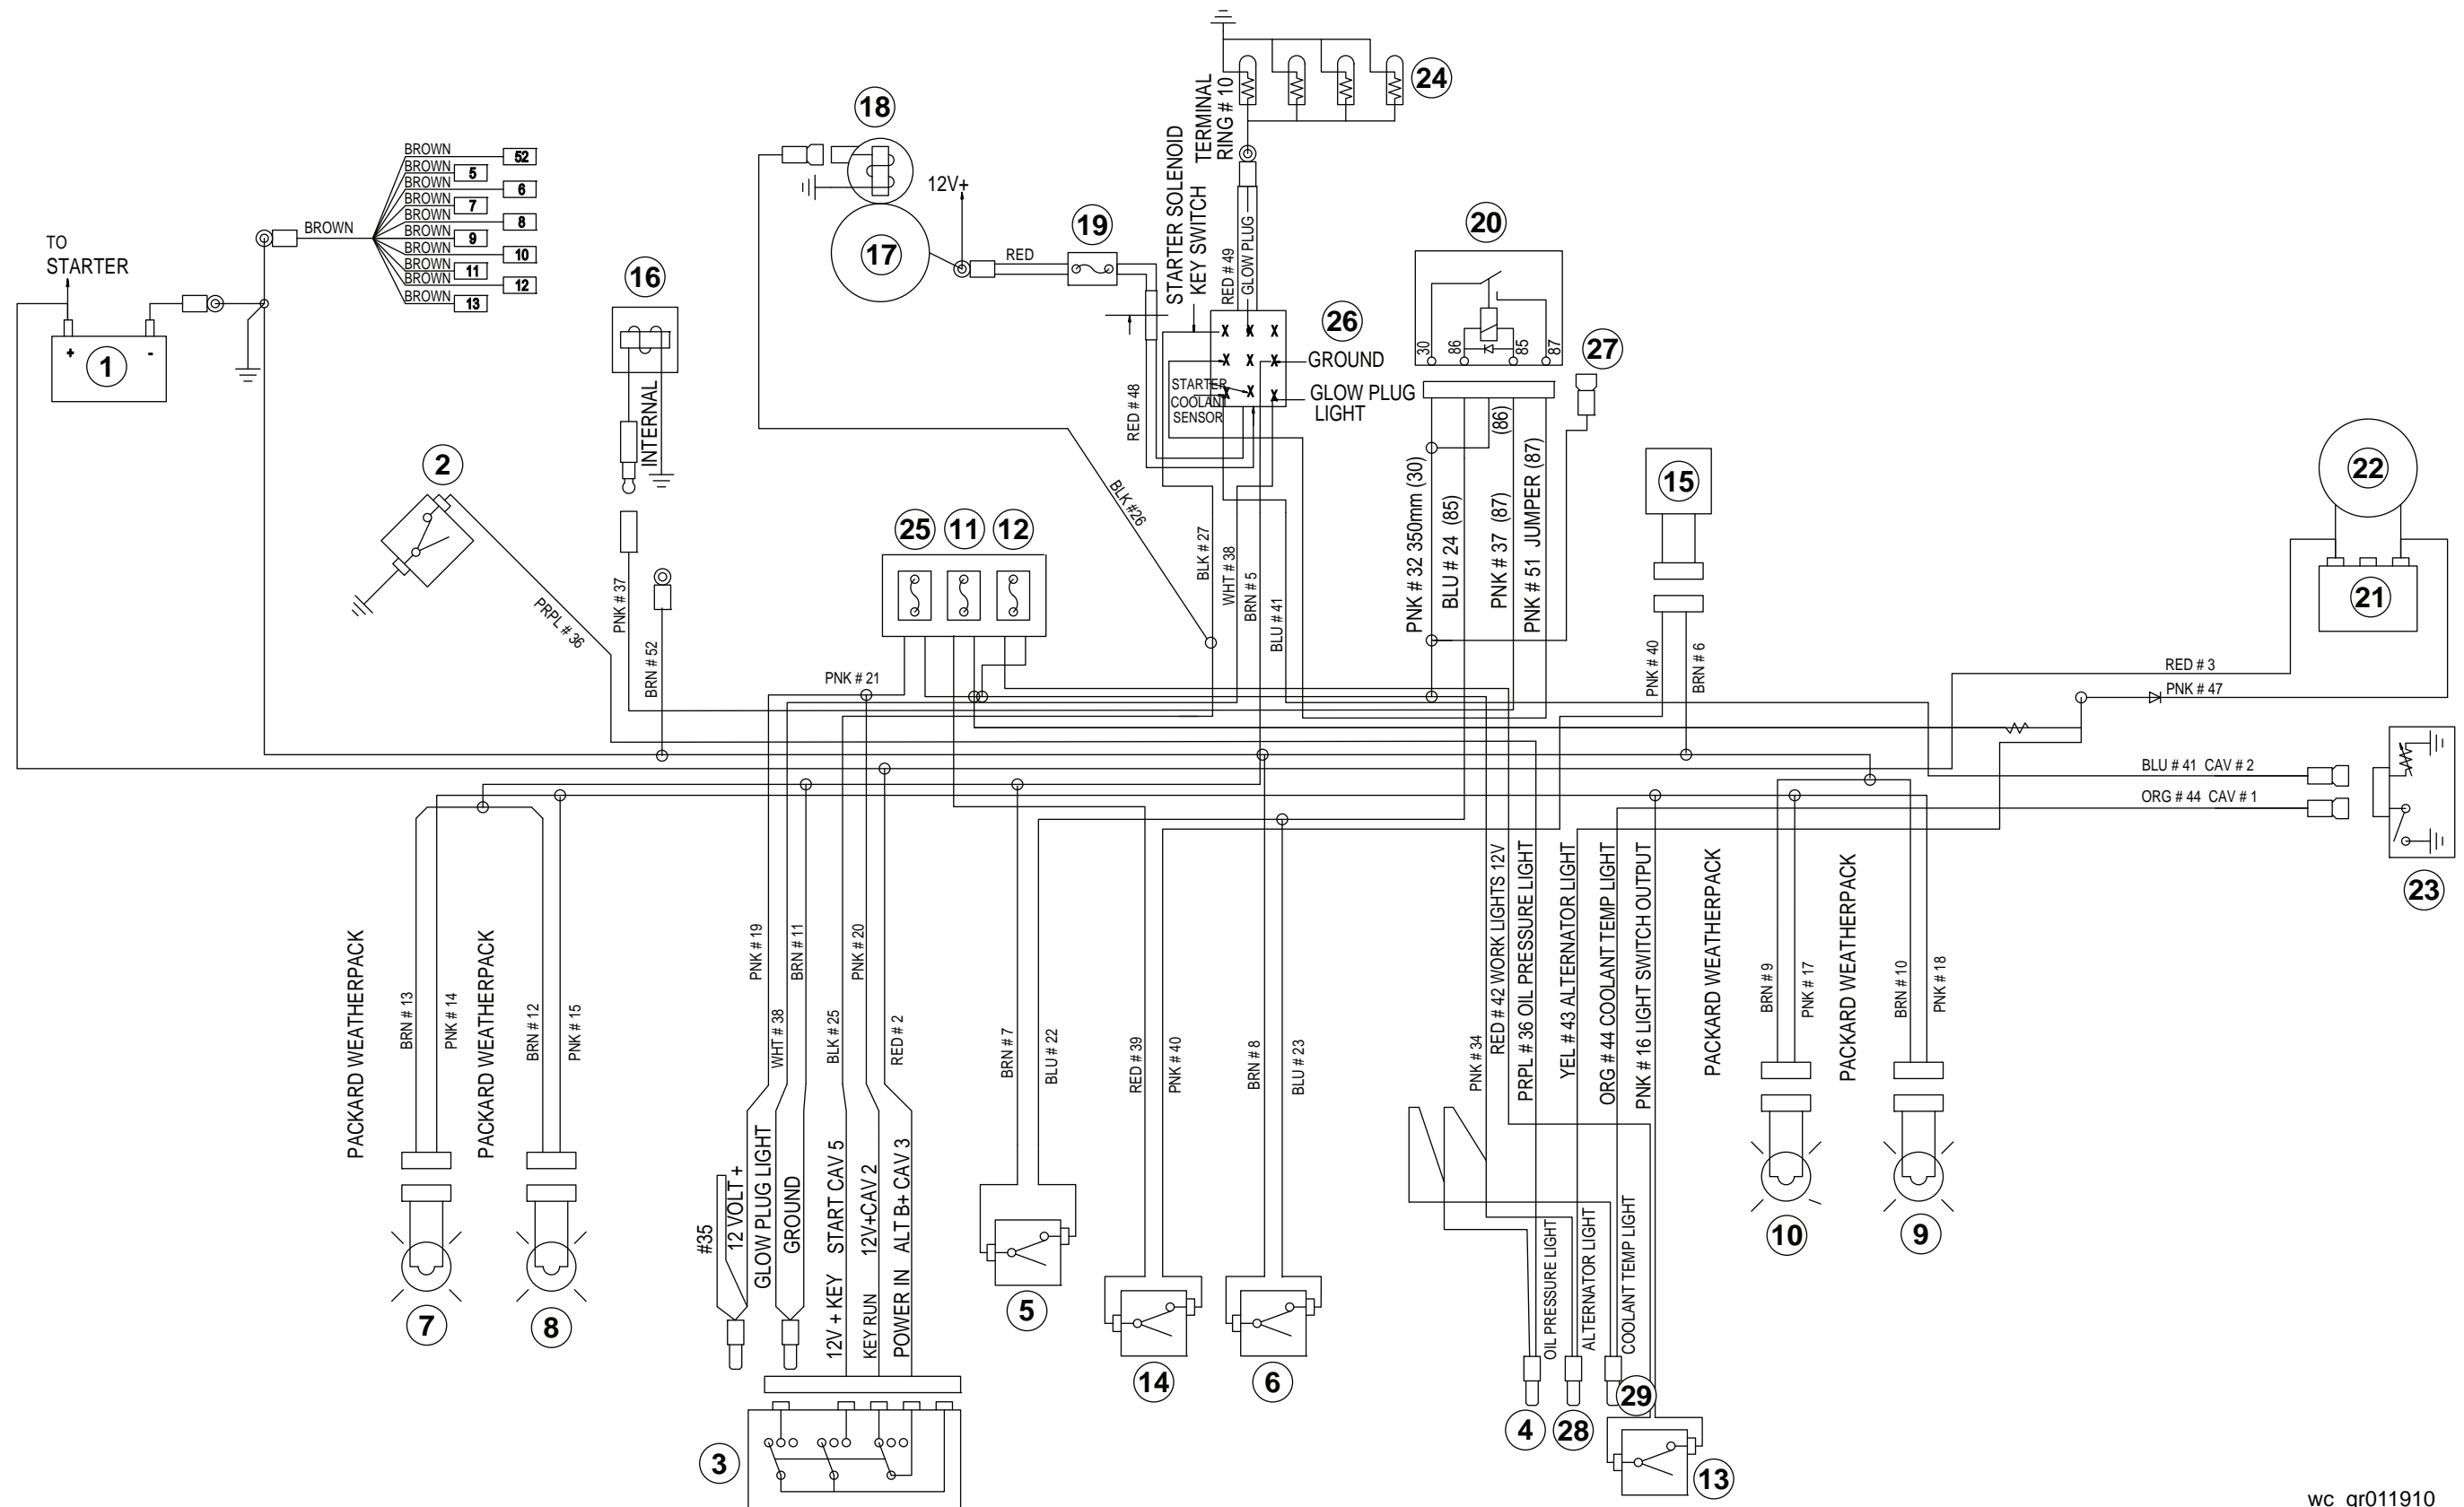 24
TERMINAL
RING # 10
STARTER SOLENOID
KEY SWITCH
18
BROWN
52
BROWN
5
BROWN
6
BROWN
7
BROWN
8
BROWN
9
BROWN
10
BROWN
11
BROWN
12
BROWN
13
BROWN
TO
STARTER
+
1
-
16
INTERNAL
12V+
17
RED
19
RED # 49
GLOW PLUG
20
30
86
85
87
27
26
X X X
X X X
X X X
GROUND
GLOW PLUG
LIGHT
STARTER
COOLANT
SENSOR
RED # 48
2
PRPL # 36
PNK # 37
BRN # 52
25
11
12
BLK #26
BLK # 27
WHT # 38
BRN # 5
BLU # 41
PNK # 32 350mm (30)
BLU # 24 (85)
(86)
PNK # 37 (87)
PNK # 51 JUMPER (87)
15
PNK # 40
BRN # 6
22
21
RED # 3
PNK # 47
BLU # 41 CAV # 2
ORG # 44 CAV # 1
23
PNK # 21
PACKARD WEATHERPACK
BRN # 13
PNK # 14
PACKARD WEATHERPACK
BRN # 12
PNK # 15
7
8
PNK # 19
WHT # 38
BRN # 11
BLK # 25
PNK # 20
RED # 2
#35
12 VOLT +
GLOW PLUG LIGHT
GROUND
12V + KEY START CAV 5
KEY RUN 12V+CAV 2
POWER IN ALT B+ CAV 3
3
BRN # 7
BLU # 22
5
RED # 39
PNK # 40
14
BRN # 8
BLU # 23
6
PNK # 34
RED # 42 WORK LIGHTS 12V
PRPL # 36 OIL PRESSURE LIGHT
YEL # 43 ALTERNATOR LIGHT
ORG # 44 COOLANT TEMP LIGHT
PNK # 16 LIGHT SWITCH OUTPUT
OIL PRESSURE LIGHT
ALTERNATOR LIGHT
COOLANT TEMP LIGHT
4
28
29
13
PACKARD WEATHERPACK
BRN # 9
PNK # 17
PACKARD WEATHERPACK
BRN # 10
PNK # 18
10
9
wc_gr011910